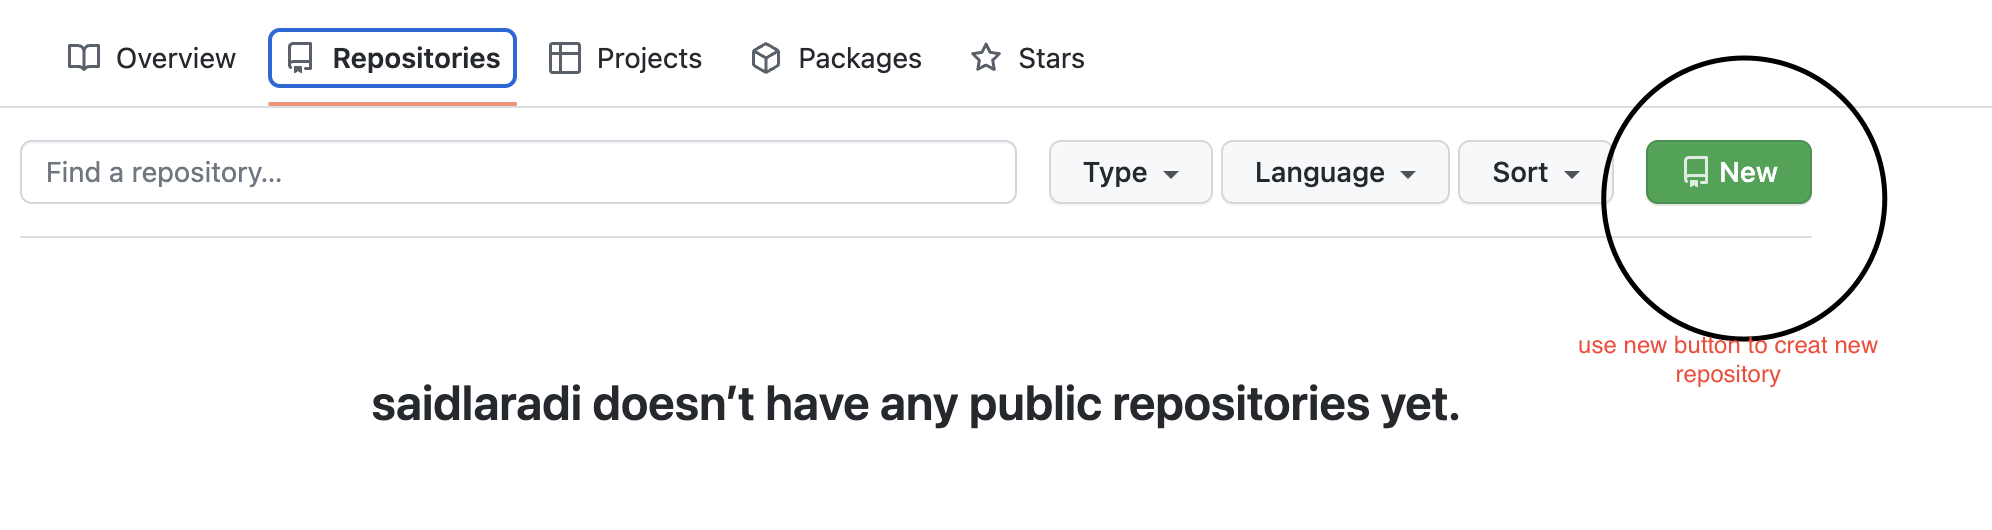 Overview Repositories Projects Packages Stars
Find a repository... Type Language Sort New
use new button to creat new
repository
saidlaradi doesn’t have any public repositories yet.